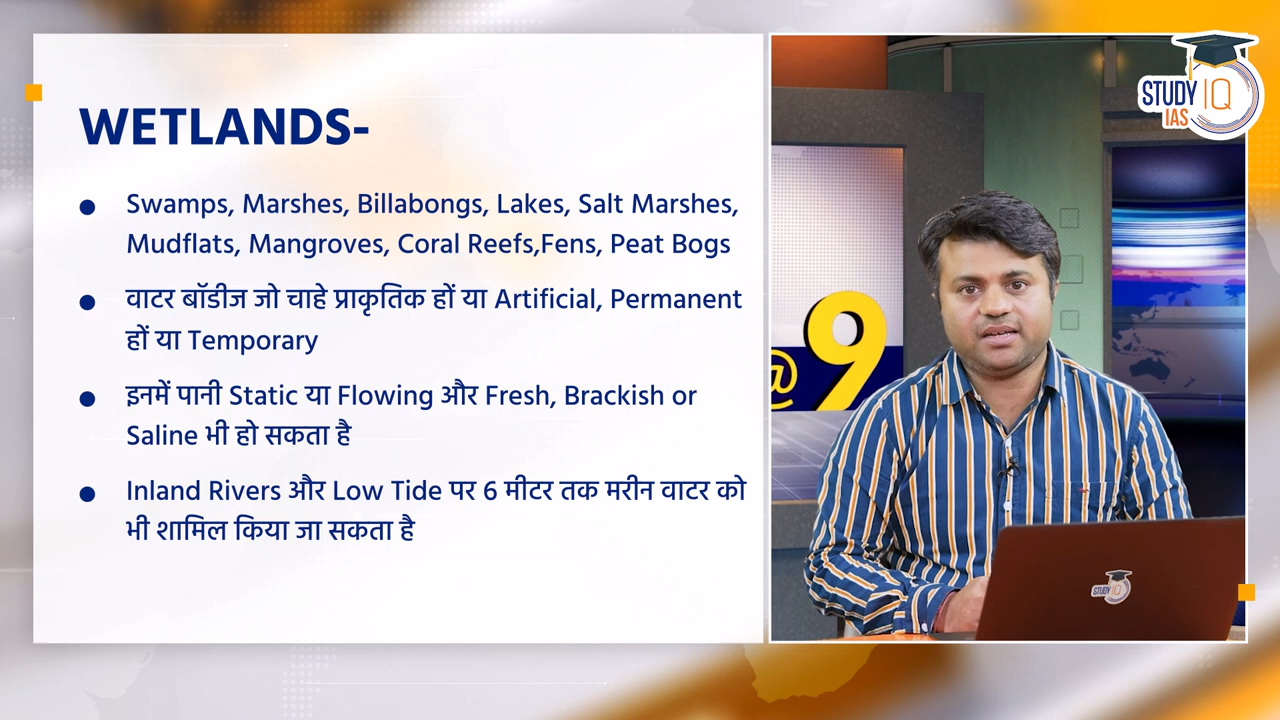 WETLANDS-
Swamps, Marshes, Billabongs, Lakes, Salt Marshes,
Mudflats, Mangroves, Coral Reefs,Fens, Peat Bogs
वाटर बॉडीज जो चाहे प्राकृतिक हों या Artificial, Permanent
हों या Temporary
इनमें पानी Static या Flowing और Fresh, Brackish or
Saline भी हो सकता है
Inland Rivers और Low Tide पर 6 मीटर तक मरीन वाटर को
भी शामिल किया जा सकता है
@9
STUDY IQ
IAS
STUDY IQ